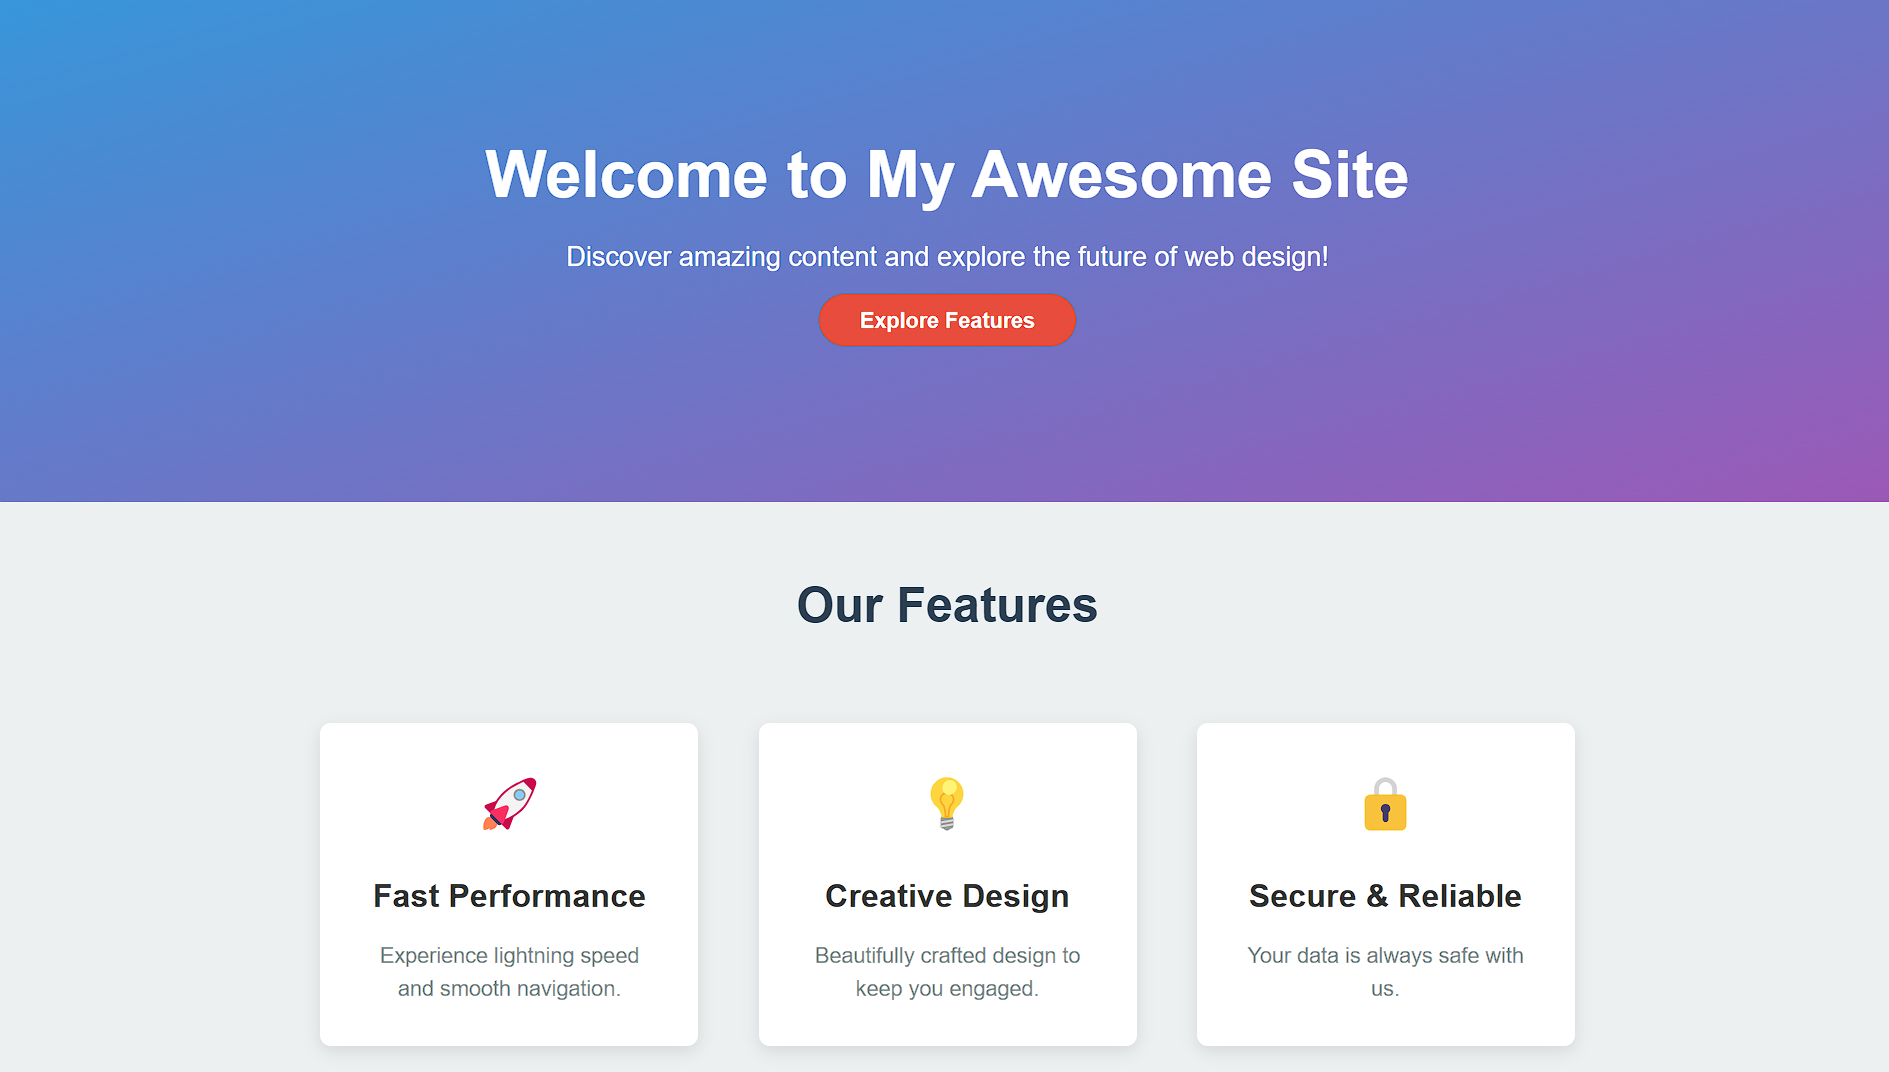 Welcome to My Awesome Site
Discover amazing content and explore the future of web design!
Explore Features
Our Features
Fast Performance
Experience lightning speed
and smooth navigation.
Creative Design
Beautifully crafted design to
keep you engaged.
Secure & Reliable
Your data is always safe with
us.